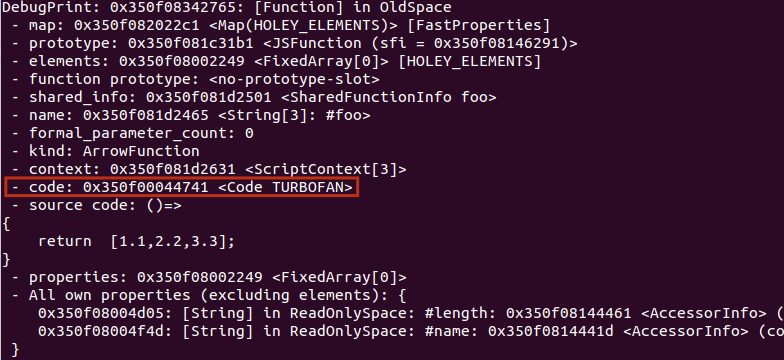 DebugPrint: 0x350f08342765: [Function] in OldSpace
- map: 0x350f082022c1 <Map(HOLEY_ELEMENTS)> [FastProperties]
- prototype: 0x350f081c31b1 <JSFunction (sfi = 0x350f08146291)>
- elements: 0x350f08002249 <FixedArray[0]> [HOLEY_ELEMENTS]
- function prototype: <no-prototype-slot>
- shared_info: 0x350f081d2501 <SharedFunctionInfo foo>
- name: 0x350f081d2465 <String[3]: #foo>
- formal_parameter_count: 0
- kind: ArrowFunction
- context: 0x350f081d2631 <ScriptContext[3]>
- code: 0x350f00044741 <Code TURBOFAN>
- source code: ()=>
{
return [1.1,2.2,3.3];
}
- properties: 0x350f08002249 <FixedArray[0]>
- All own properties (excluding elements): {
0x350f08004d05: [String] in ReadOnlySpace: #length: 0x350f08144461 <AccessorInfo> (
0x350f08004f4d: [String] in ReadOnlySpace: #name: 0x350f0814441d <AccessorInfo> (co
}